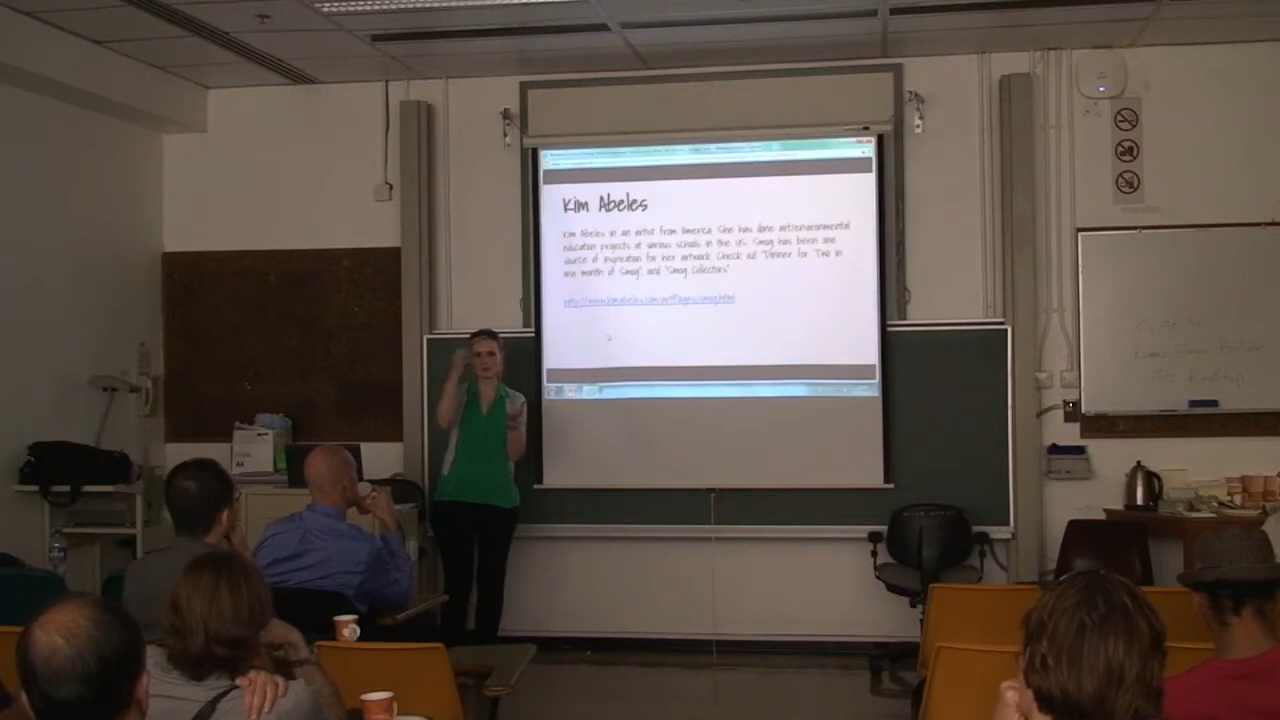 Kim Abeles
Kim Abeles in an artist from America. She has done art/environmental
education projects at various schools in the US. Smog has been one
source of inspiration for her artwork. Check out "Dinner for Two in
one month of Smog", and "Smog Collectors"
http://www.kimabeles.com/artPages/smog.html
A4